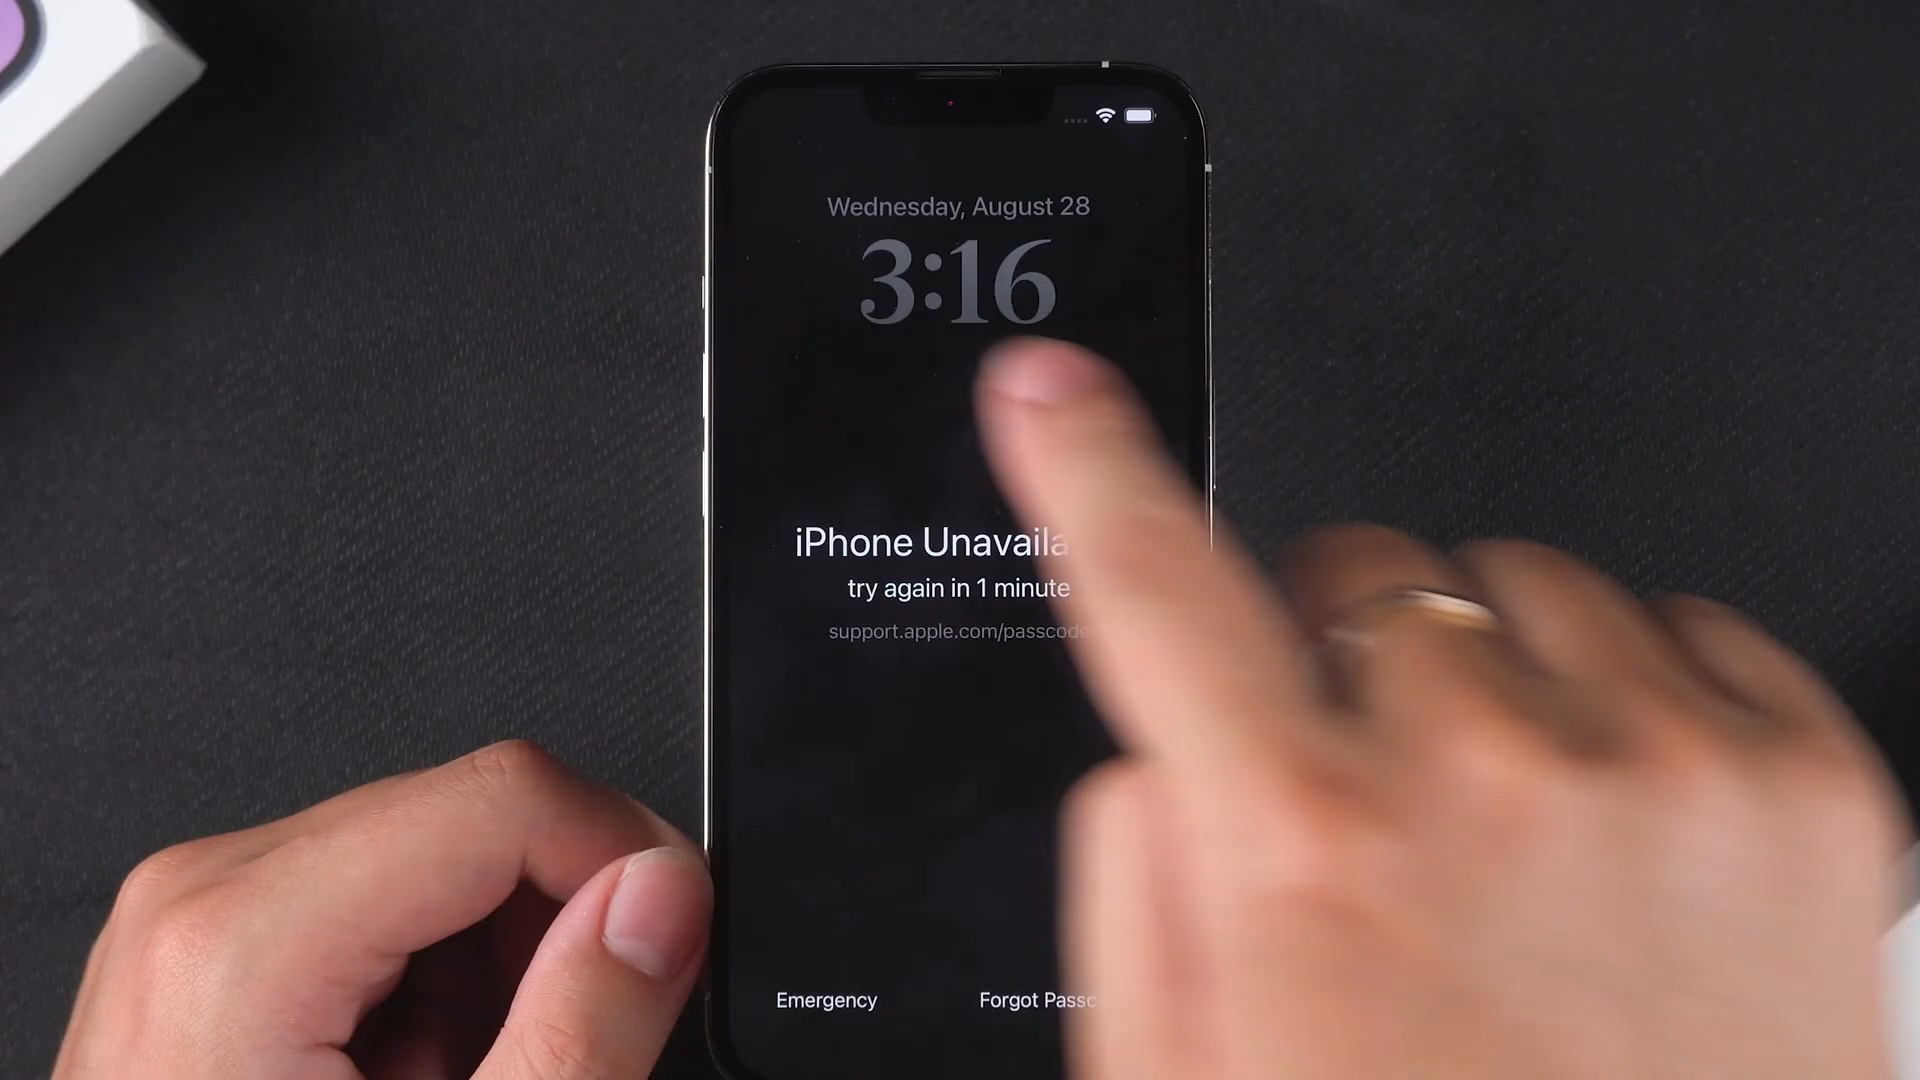 Wednesday, August 28
3:16
iPhone Unavaila
try again in 1 minute
support.apple.com/passcode
Emergency
Forgot Passc